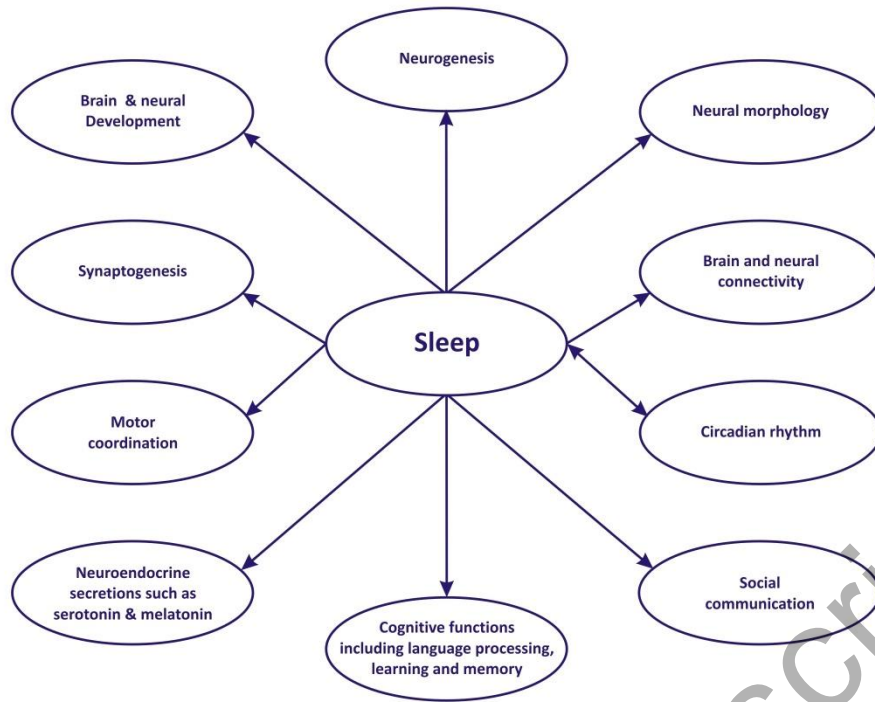 Neurogenesis
Brain & neural
Development
Neural morphology
Synaptogenesis
Brain and neural
connectivity
Sleep
Motor
coordination
Circadian rhythm
Neuroendocrine
secretions such as
serotonin & melatonin
Cognitive functions
including language processing,
learning and memory
Social
communication